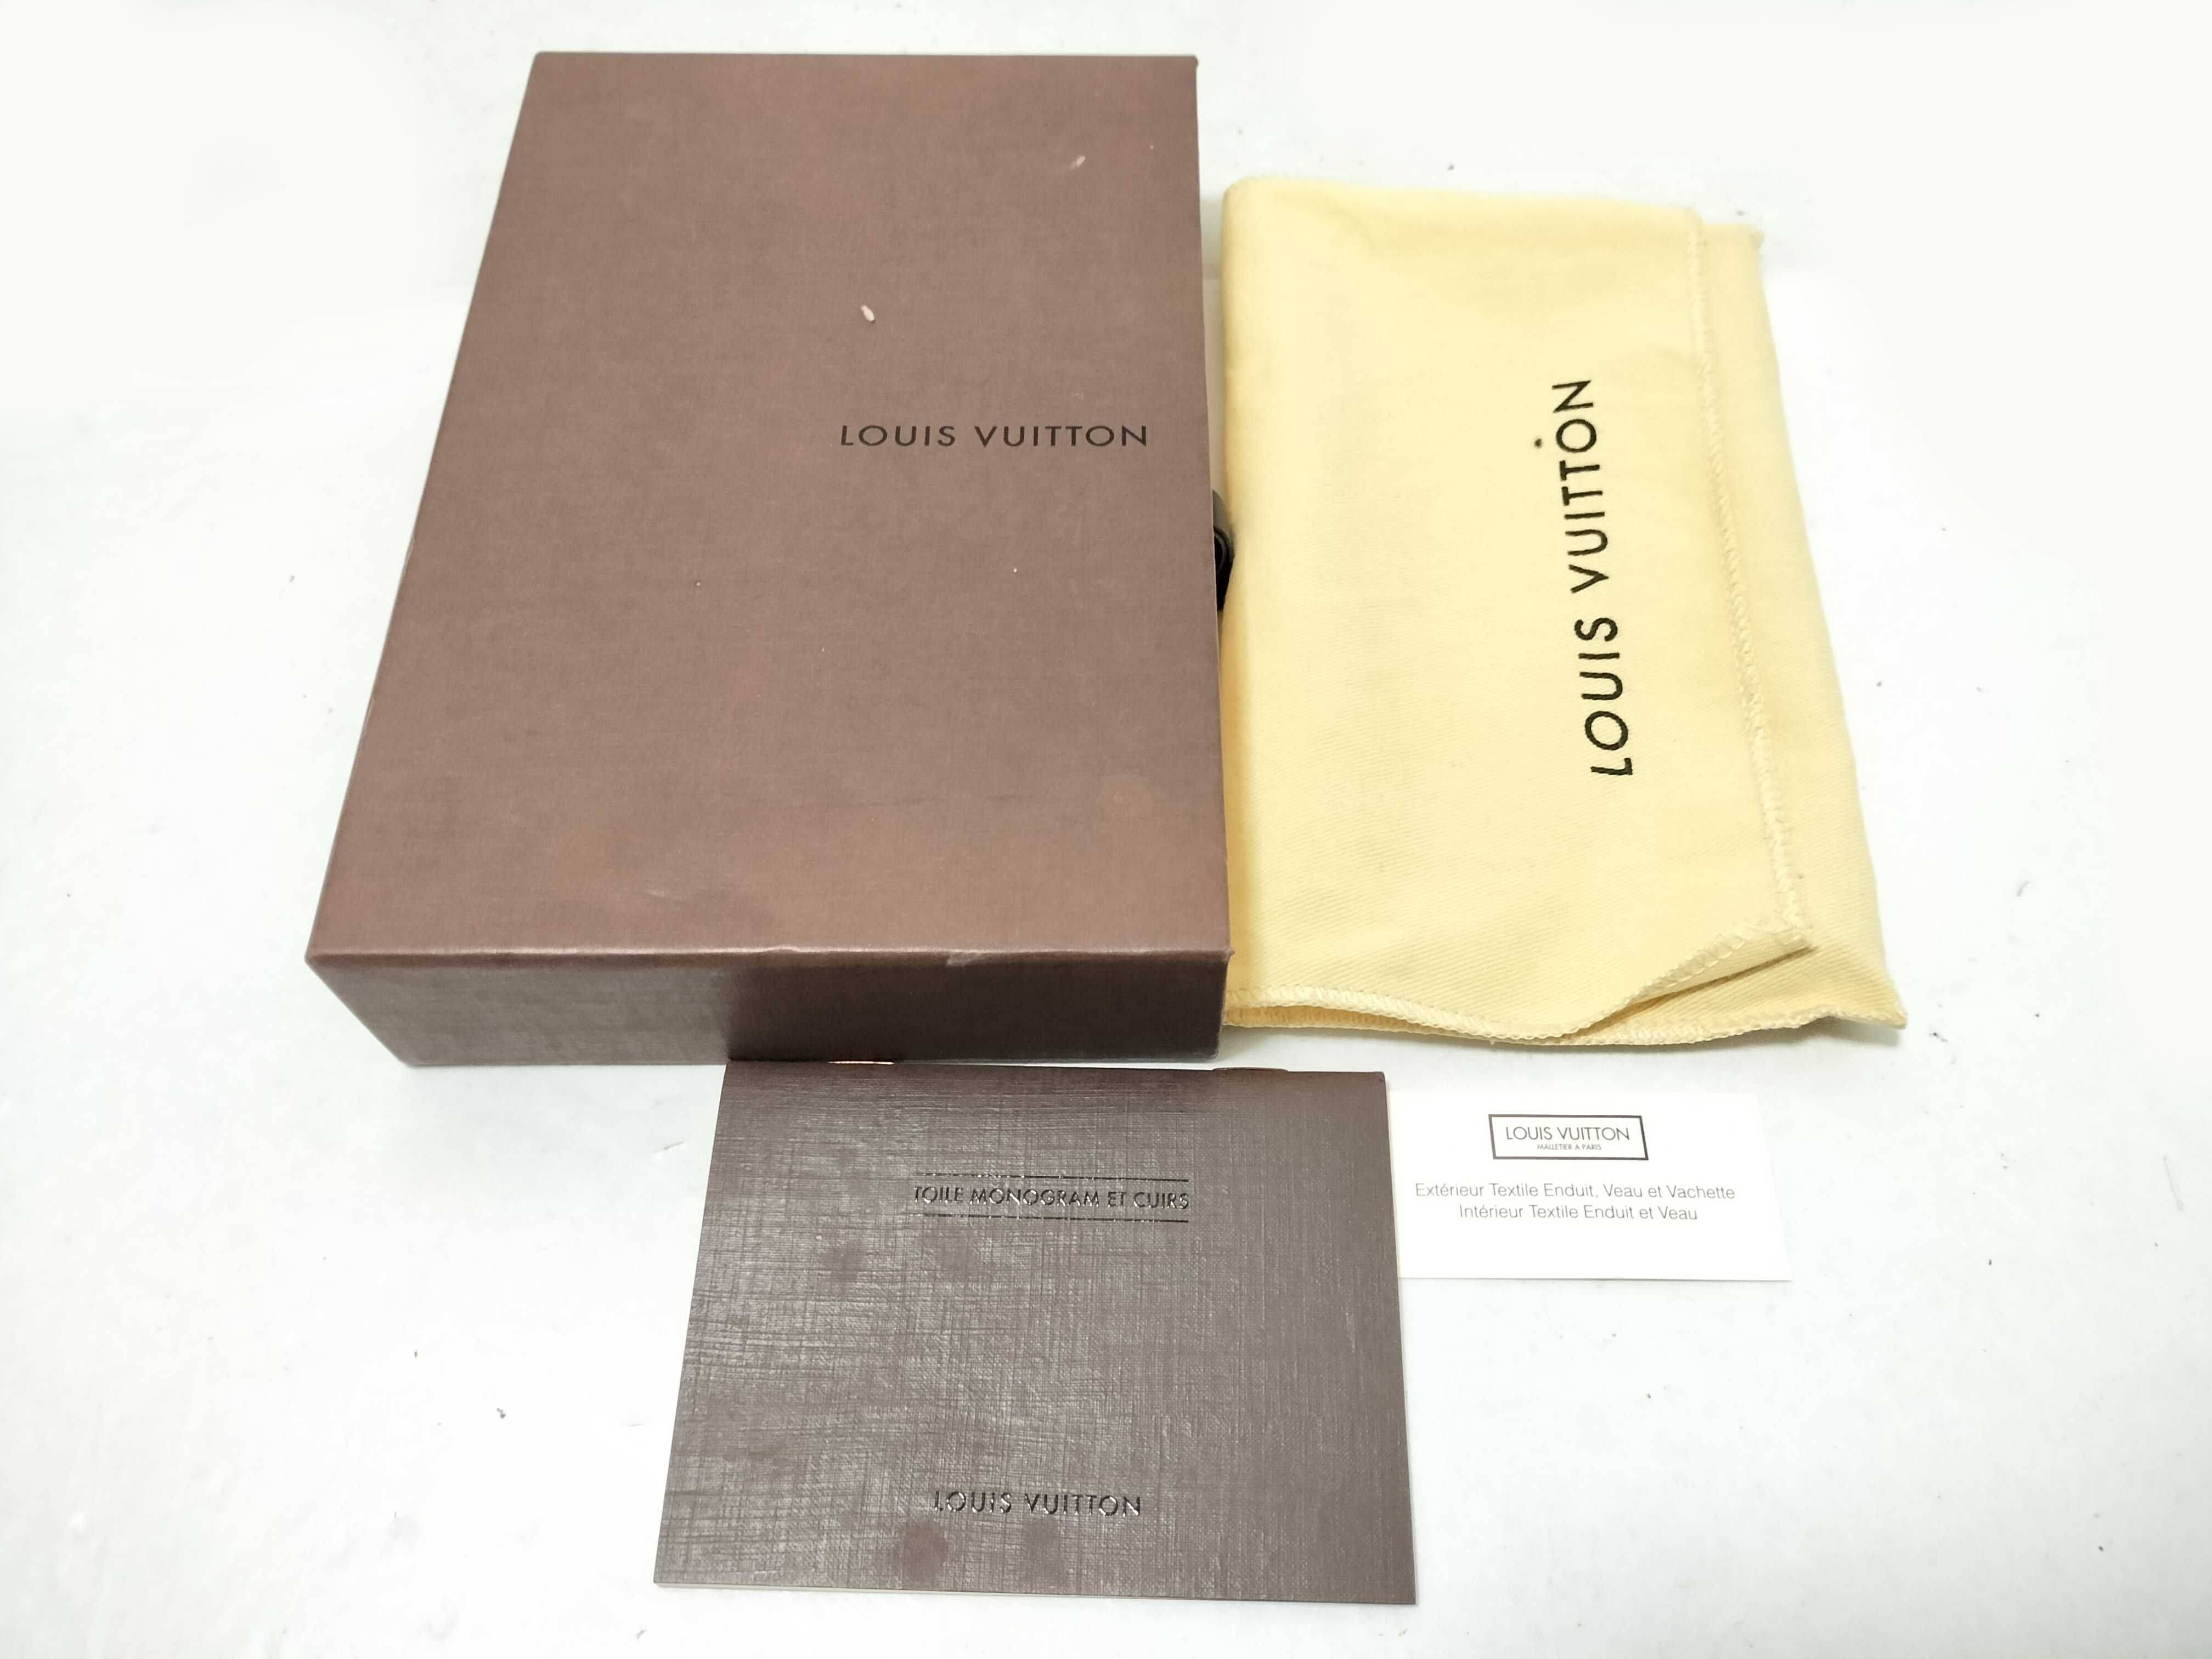 LOUIS VUITTON
LOUIS VUITTON
TOILE MONOGRAM ET CUIRS
LOUIS VUITTON
LOUIS VUITTON
MALLETIER A PARIS
Extérieur Textile Enduit, Veau et Vachette
Intérieur Textile Enduit et Veau